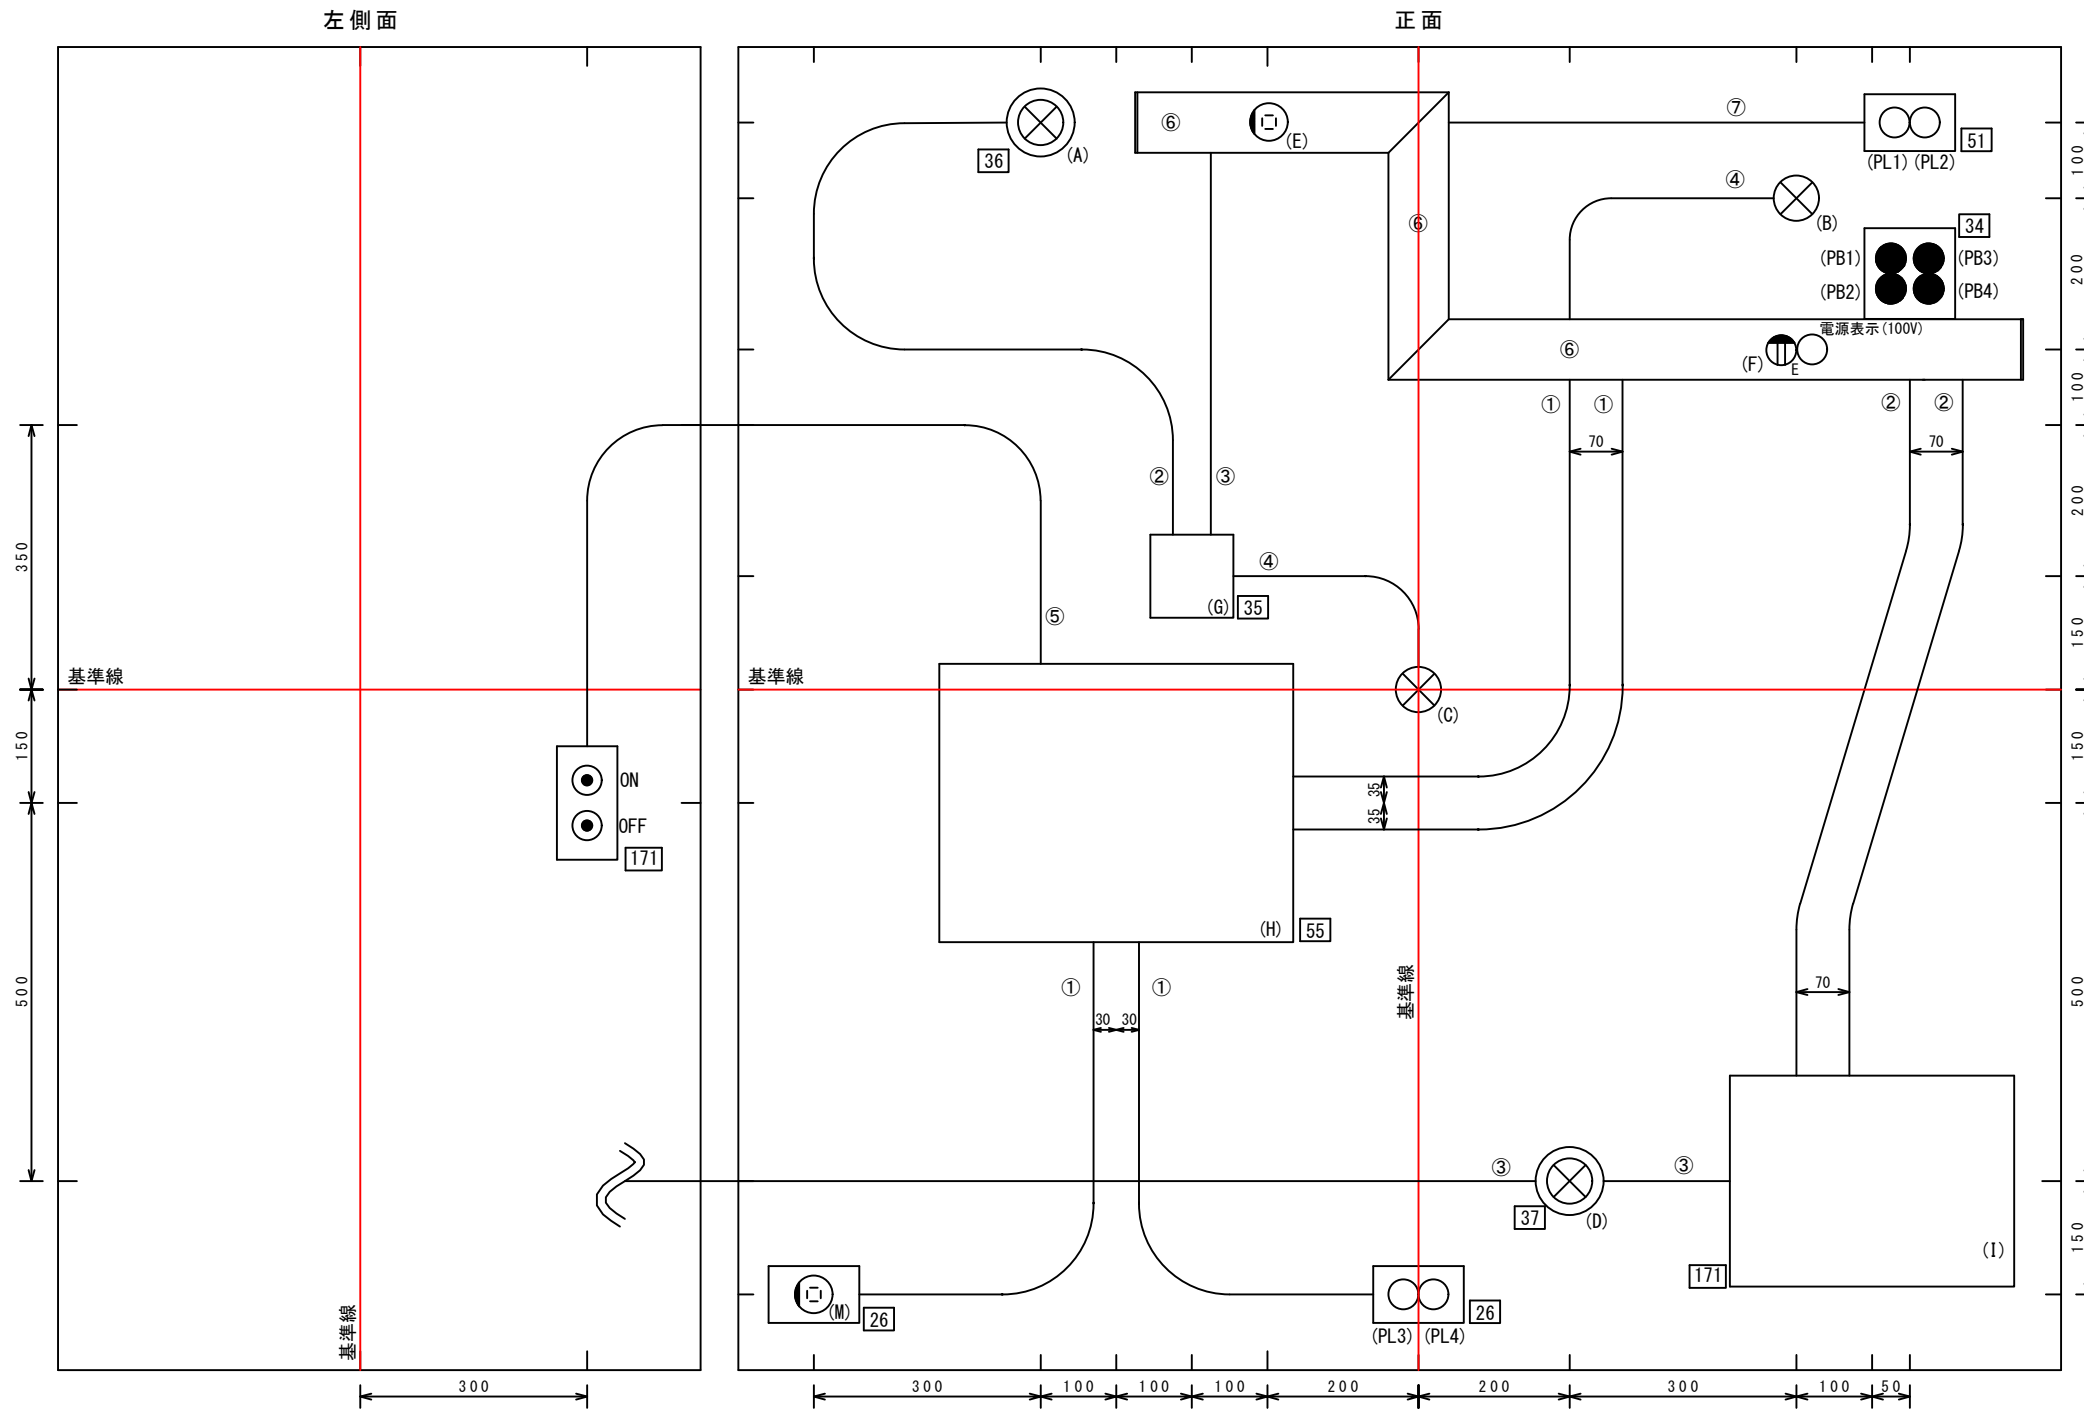 左側面
正面
⑥
(E)
⑦
36
(A)
51
(PL1)
(PL2)
100
④
⑥
(B)
34
(PB1)
(PB3)
200
(PB2)
(PB4)
電源表示(100V)
⑥
(F)
E
100
①
①
②
②
70
70
②
③
200
350
④
(G)
35
⑤
150
基準線
基準線
(C)
150
ON
35
150
OFF
35
171
(H)
55
500
①
①
基準線
70
500
30
30
③
③
37
(D)
150
(I)
171
基準線
(M)
26
26
(PL3)
(PL4)
300
300
100
100
100
200
200
300
100
50